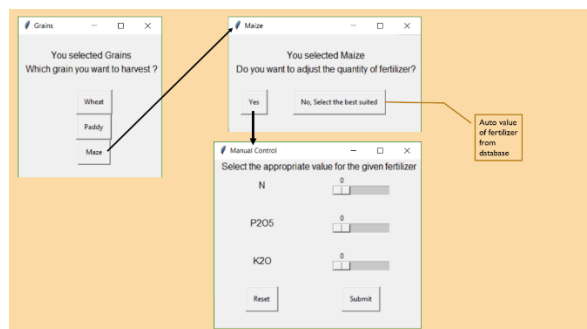 Grains
You selected Grains
Which grain you want to harvest ?
Wheat
Paddy
Maze
Maize
You selected Maize
Do you want to adjust the quantity of fertilizer?
Yes
No, Select the best suited
Auto value
of fertilizer
from
dstabase
Manual Control
Select the appropriate value for the given fertilizer
N
0
P2O5
0
K2O
0
Reset
Submit